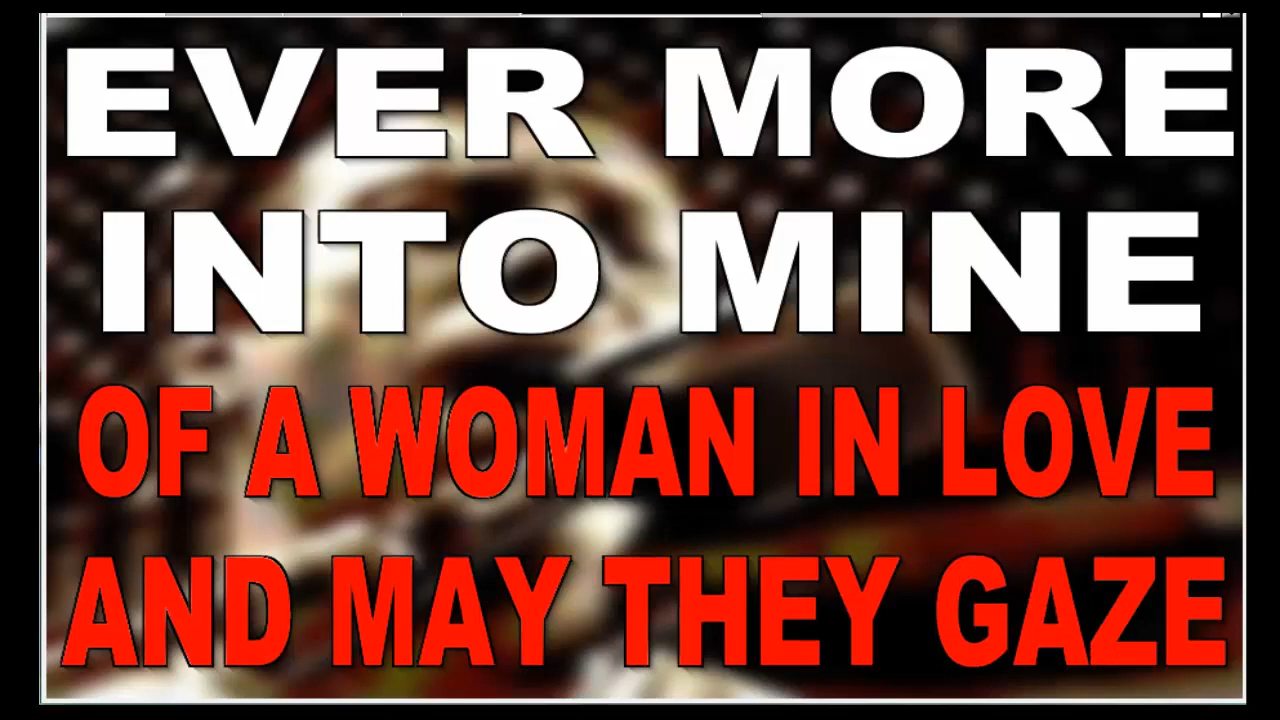 EVER MORE
INTO MINE
OF A WOMAN IN LOVE
AND MAY THEY GAZE